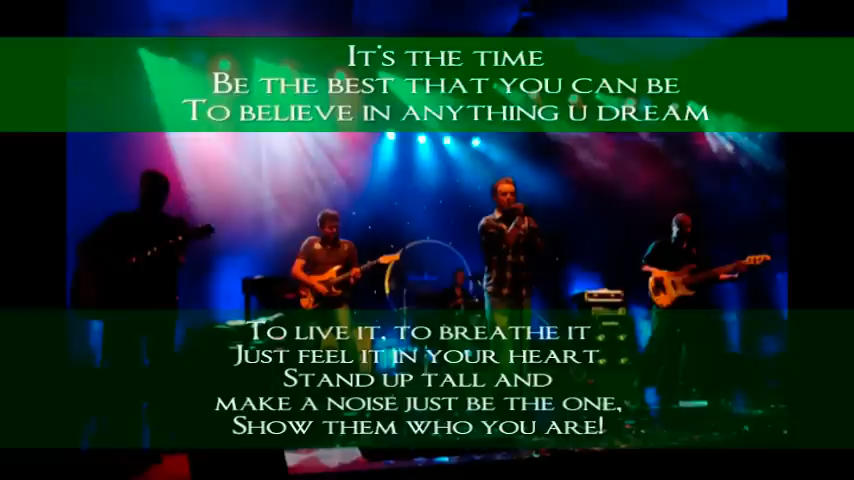 It's the time
Be the best that you can be
To believe in anything u dream
To live it, to breathe it
Just feel it in your heart
Stand up tall and
make a noise just be the one,
Show them who you are!